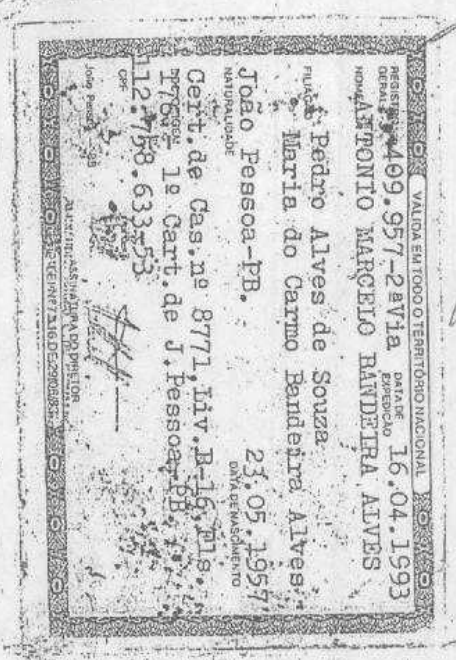 VÁLIDA EM TODO O TERRITÓRIO NACIONAL
REGISTRO GERAL 409.957-2ªVia DATA DE EXPEDIÇÃO 16.04.1993
NOME ANTONIO MARCELO BANDEIRA ALVES
FILIAÇÃO Pedro Alves de Souza
Maria do Carmo Bandeira Alves
NATURALIDADE João Pessoa-PB. DATA DE NASCIMENTO 23.05.1957
Cert.de Cas.nº 8771,Liv.B-16,Fls.
176- 1º Cart.de J.Pessoa-PB.
CPF 112.758.633-53
João Pessoa-PB
ASSINATURA DO DIRETOR